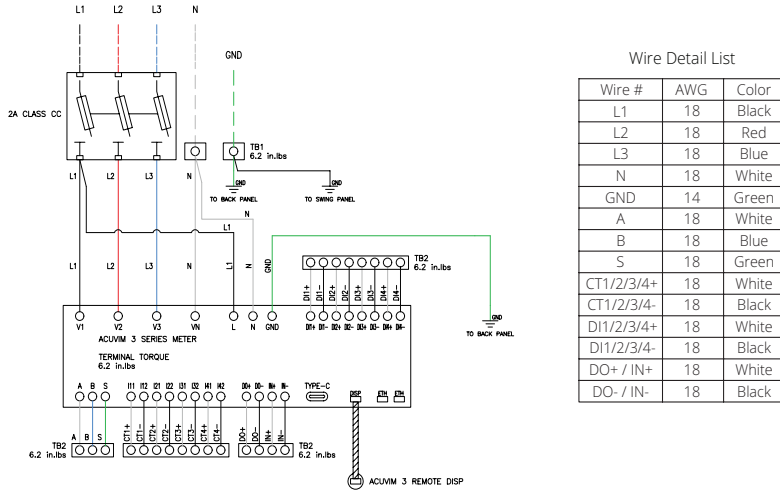 L1 L2 L3 N
GND
2A CLASS CC
TB1
6.2 in.lbs
GND
TO BACK PANEL
GND
TO SWING PANEL
L1 L2 L3 N
N
L1
L1 L2 L3 N L1 N GND
TB2
6.2 in.lbs
DI1+ DI1- DI2+ DI2- DI3+ DI3- DI4+ DI4-
GND
TO BACK PANEL
V1 V2 V3 VN L N GND DI1+ DI1- DI2+ DI2- DI3+ DI3- DI4+ DI4-
ACUVIM 3 SERIES METER
TERMINAL TORQUE
6.2 in.lbs
A B S I11 I12 I21 I22 I31 I32 I41 I42 DO+ DO- IN+ IN- TYPE-C DISP ETH ETH
A B S CT1+ CT1- CT2+ CT2- CT3+ CT3- CT4+ CT4- DO+ DO- IN+ IN-
TB2
6.2 in.lbs
TB2
6.2 in.lbs
ACUVIM 3 REMOTE DISP
Wire Detail List
Wire # AWG Color
L1 18 Black
L2 18 Red
L3 18 Blue
N 18 White
GND 14 Green
A 18 White
B 18 Blue
S 18 Green
CT1/2/3/4+ 18 White
CT1/2/3/4- 18 Black
DI1/2/3/4+ 18 White
DI1/2/3/4- 18 Black
DO+ / IN+ 18 White
DO- / IN- 18 Black